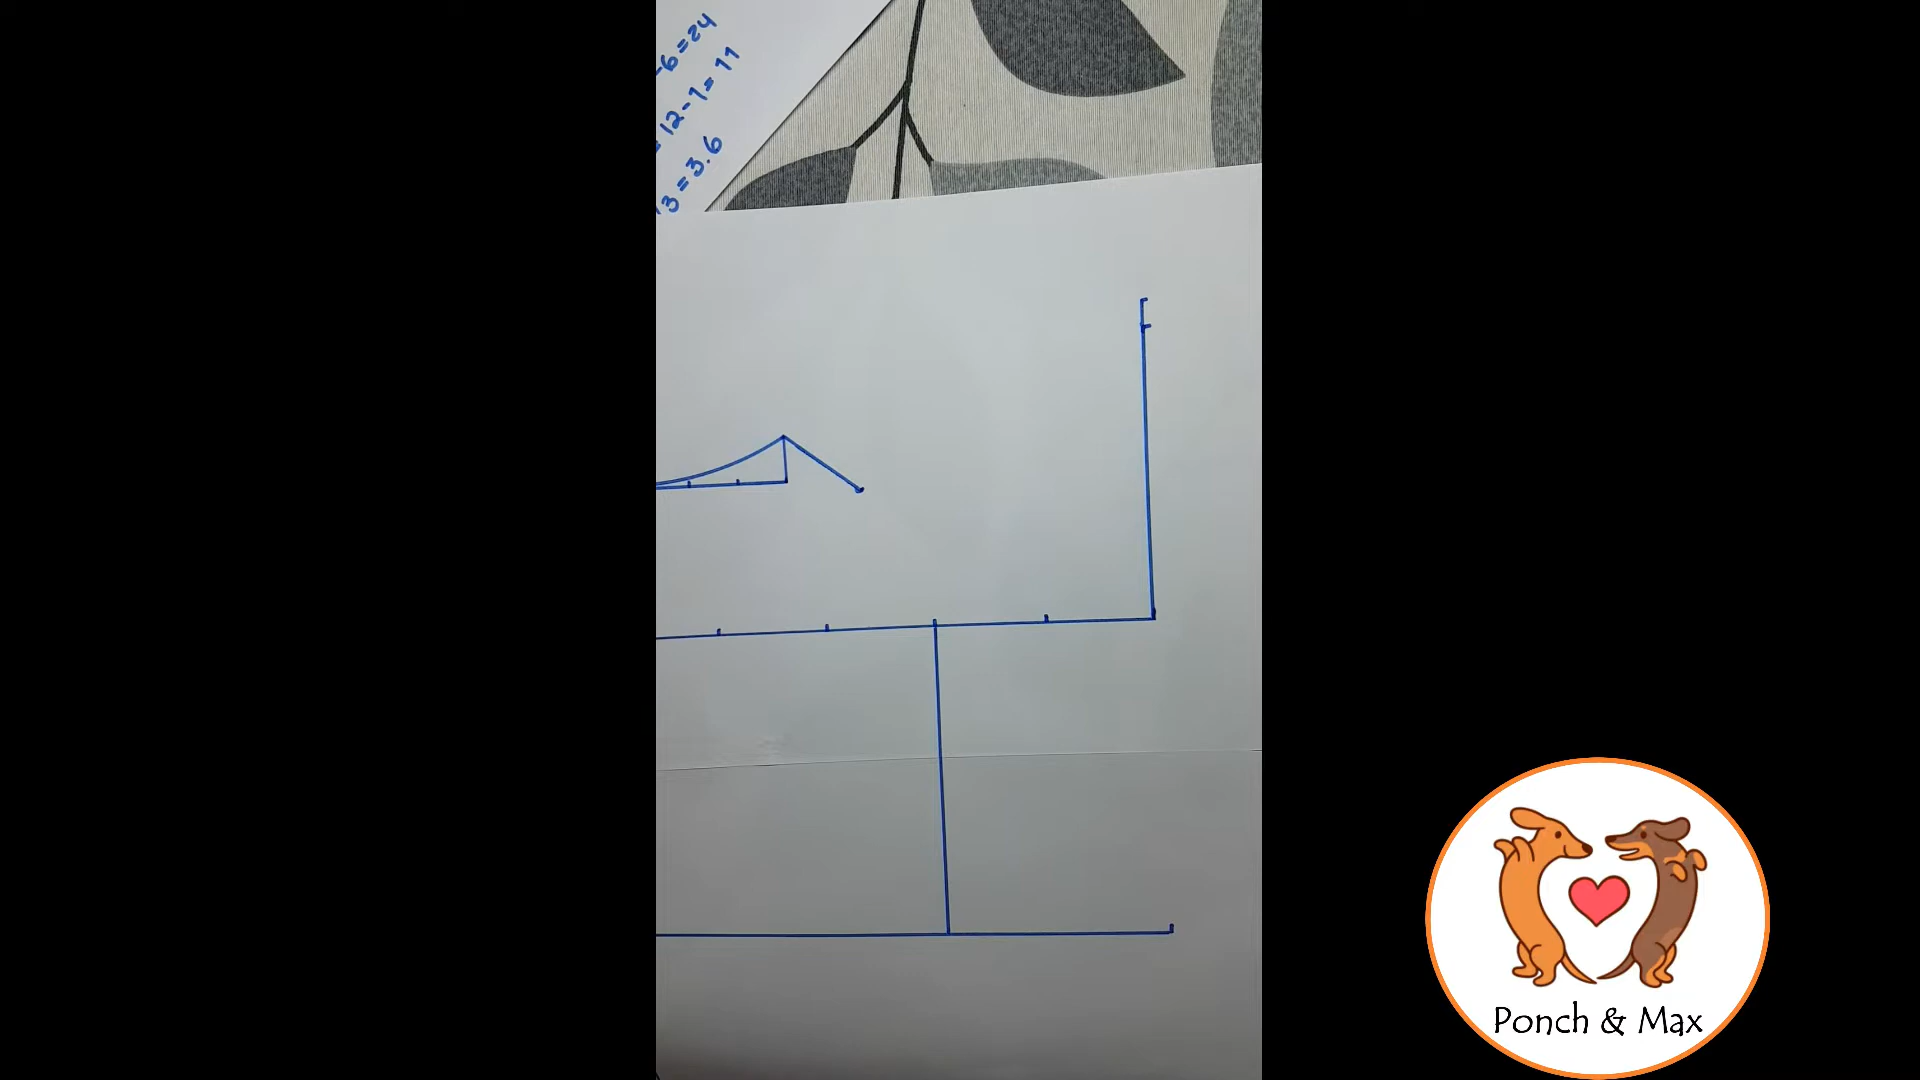 -6=24
=12-1=11
/3=3.6
Ponch & Max